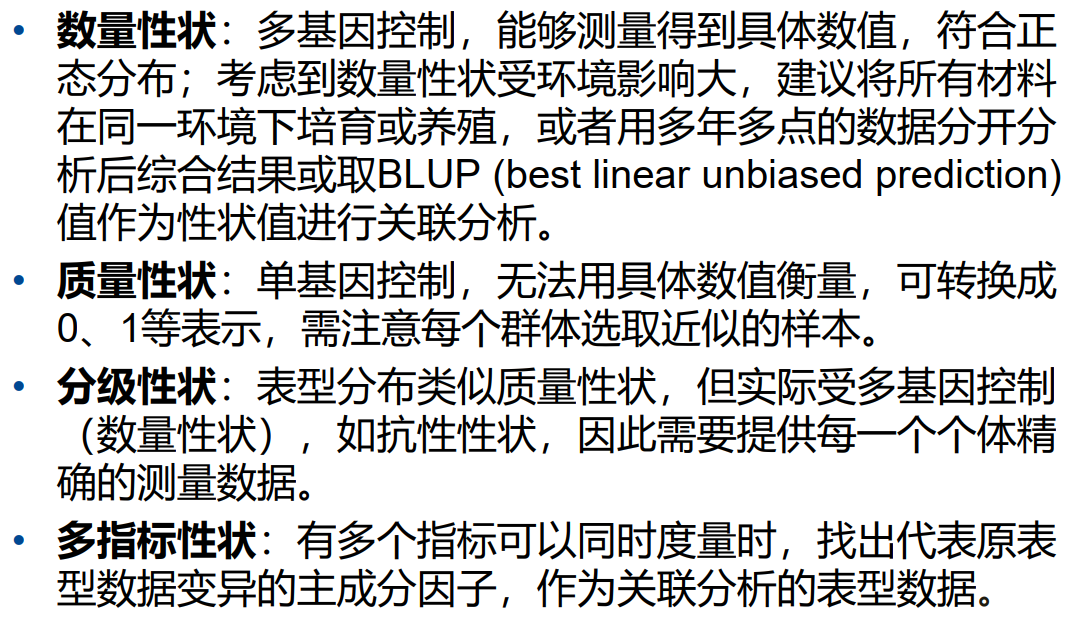 • 数量性状：多基因控制，能够测量得到具体数值，符合正
态分布；考虑到数量性状受环境影响大，建议将所有材料
在同一环境下培育或养殖，或者用多年多点的数据分开分
析后综合结果或取BLUP (best linear unbiased prediction)
值作为性状值进行关联分析。
• 质量性状：单基因控制，无法用具体数值衡量，可转换成
0、1等表示，需注意每个群体选取近似的样本。
• 分级性状：表型分布类似质量性状，但实际受多基因控制
（数量性状），如抗性性状，因此需要提供每一个个体精
确的测量数据。
• 多指标性状：有多个指标可以同时度量时，找出代表原表
型数据变异的主成分因子，作为关联分析的表型数据。